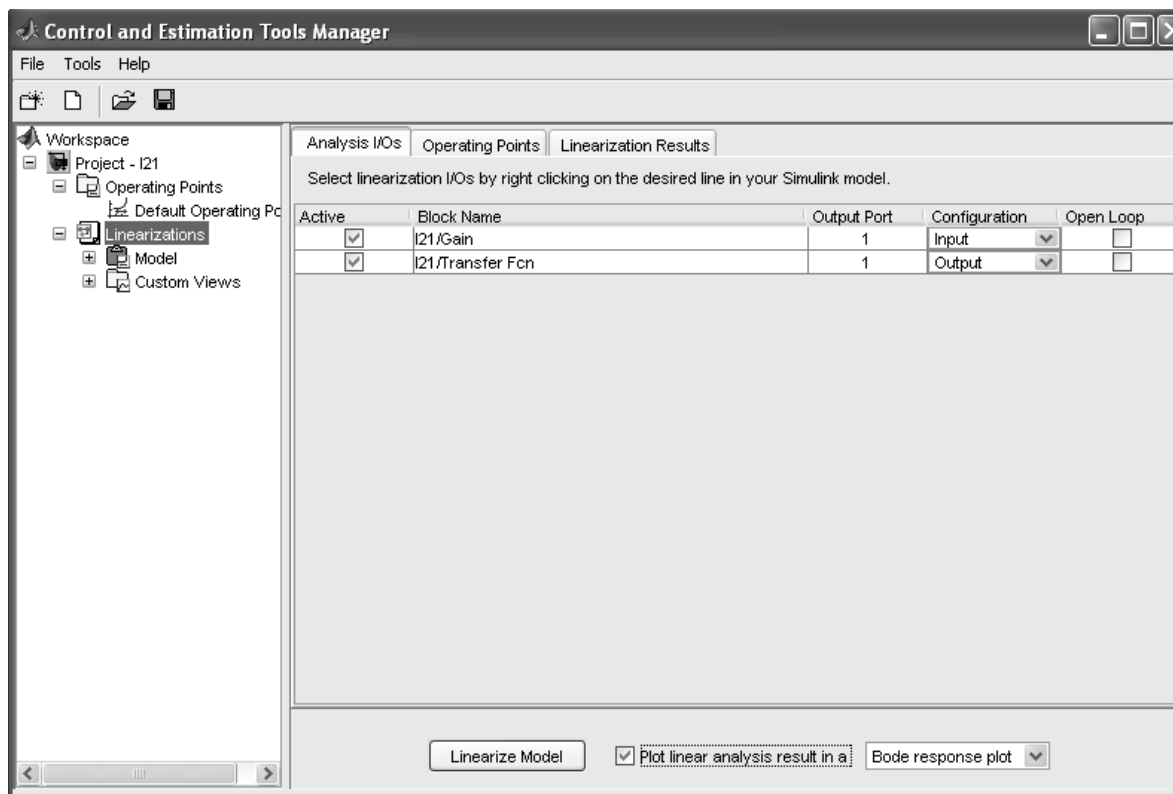 Control and Estimation Tools Manager
File Tools Help
Workspace
Project - I21
Operating Points
Default Operating Po
Linearizations
Model
Custom Views
Analysis I/Os Operating Points Linearization Results
Select linearization I/Os by right clicking on the desired line in your Simulink model.
Active Block Name Output Port Configuration Open Loop
I21/Gain 1 Input
I21/Transfer Fcn 1 Output
Linearize Model Plot linear analysis result in a Bode response plot